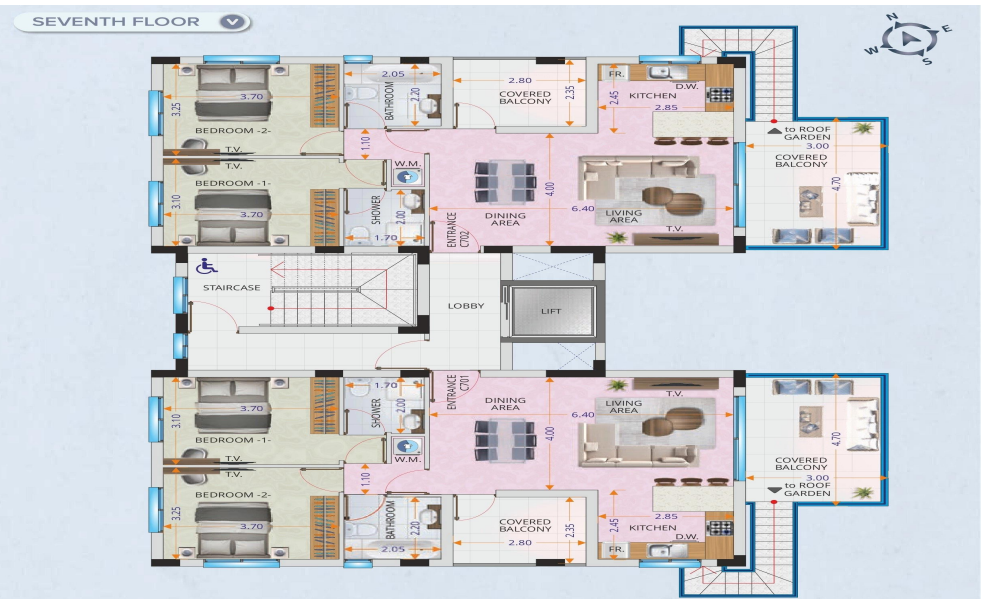 SEVENTH FLOOR
N
E
W
S
2.05
2.20
BATHROOM
2.80
2.35
COVERED
BALCONY
FR.
D.W.
KITCHEN
2.45
2.85
3.70
3.25
BEDROOM -2-
T.V.
1.10
to ROOF
GARDEN
3.00
COVERED
BALCONY
4.70
T.V.
BEDROOM -1-
3.10
3.70
W.M.
SHOWER
2.00
1.70
DINING
AREA
4.00
6.40
LIVING
AREA
T.V.
ENTRANCE
C702
STAIRCASE
LOBBY
LIFT
ENTRANCE
C701
1.70
2.00
SHOWER
3.70
3.10
BEDROOM -1-
T.V.
DINING
AREA
4.00
6.40
LIVING
AREA
T.V.
4.70
COVERED
BALCONY
3.00
to ROOF
GARDEN
W.M.
1.10
T.V.
BEDROOM -2-
3.25
3.70
BATHROOM
2.20
2.05
COVERED
BALCONY
2.80
2.35
2.85
2.45
KITCHEN
D.W.
FR.